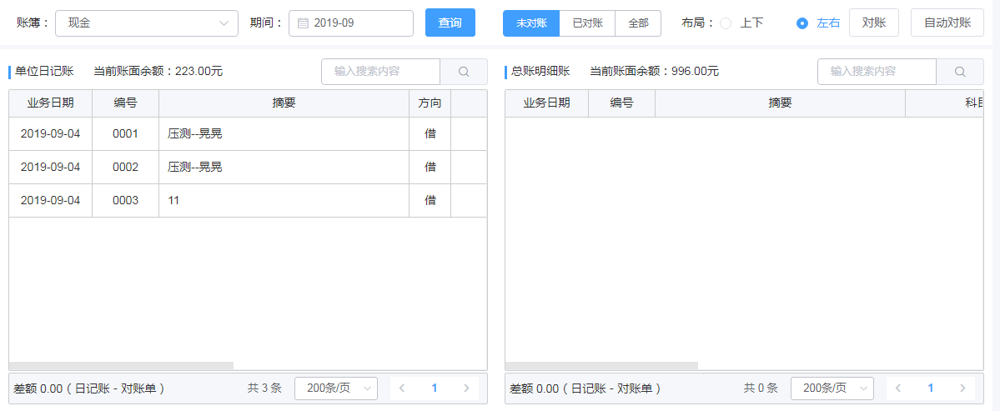 账簿： 现金 期间： 2019-09 查询 未对账 已对账 全部 布局： 上下 左右 对账 自动对账
单位日记账 当前账面余额：223.00元 输入搜索内容
业务日期 编号 摘要 方向
2019-09-04 0001 压测--晃晃 借
2019-09-04 0002 压测--晃晃 借
2019-09-04 0003 11 借
差额 0.00（日记账 - 对账单） 共 3 条 200条/页 1
总账明细账 当前账面余额：996.00元 输入搜索内容
业务日期 编号 摘要 科目
差额 0.00（日记账 - 对账单） 共 0 条 200条/页 1